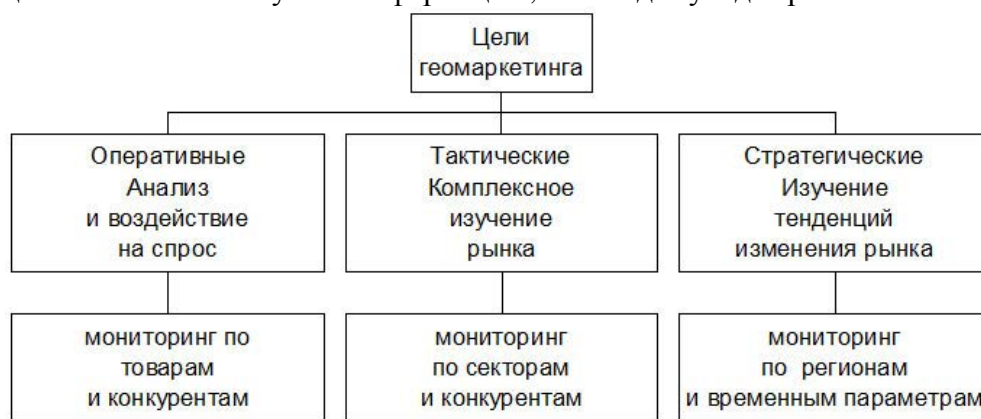 Цели
геомаркетинга
Оперативные
Анализ
и воздействие
на спрос
Тактические
Комплексное
изучение
рынка
Стратегические
Изучение
тенденций
изменения рынка
мониторинг по
товарам
и конкурентам
мониторинг
по секторам
и конкурентам
мониторинг
по регионам
и временным параметрам